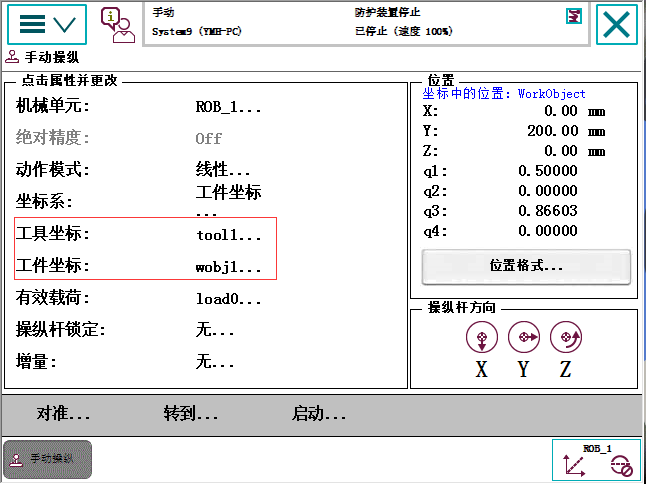 手动
防护装置停止
System9 (YMH-PC)
已停止 (速度 100%)
手动操纵
点击属性并更改
机械单元: ROB_1...
绝对精度: Off
动作模式: 线性...
坐标系: 工件坐标
...
工具坐标: tool1...
工件坐标: wobj1...
有效载荷: load0...
操纵杆锁定: 无...
增量: 无...
位置
坐标中的位置: WorkObject
X: 0.00 mm
Y: 200.00 mm
Z: 0.00 mm
q1: 0.50000
q2: 0.00000
q3: 0.86603
q4: 0.00000
位置格式...
操纵杆方向
X Y Z
对准... 转到... 启动...
手动操纵
ROB_1